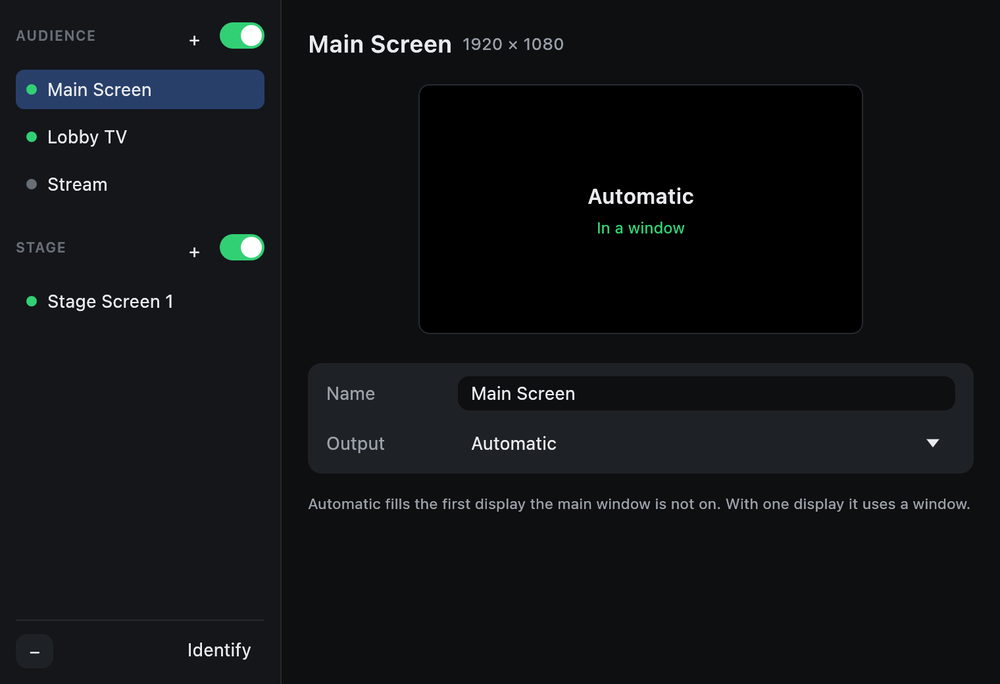 AUDIENCE +
Main Screen
Lobby TV
Stream
STAGE +
Stage Screen 1
– Identify
Main Screen 1920 × 1080
Automatic
In a window
Name Main Screen
Output Automatic
Automatic fills the first display the main window is not on. With one display it uses a window.